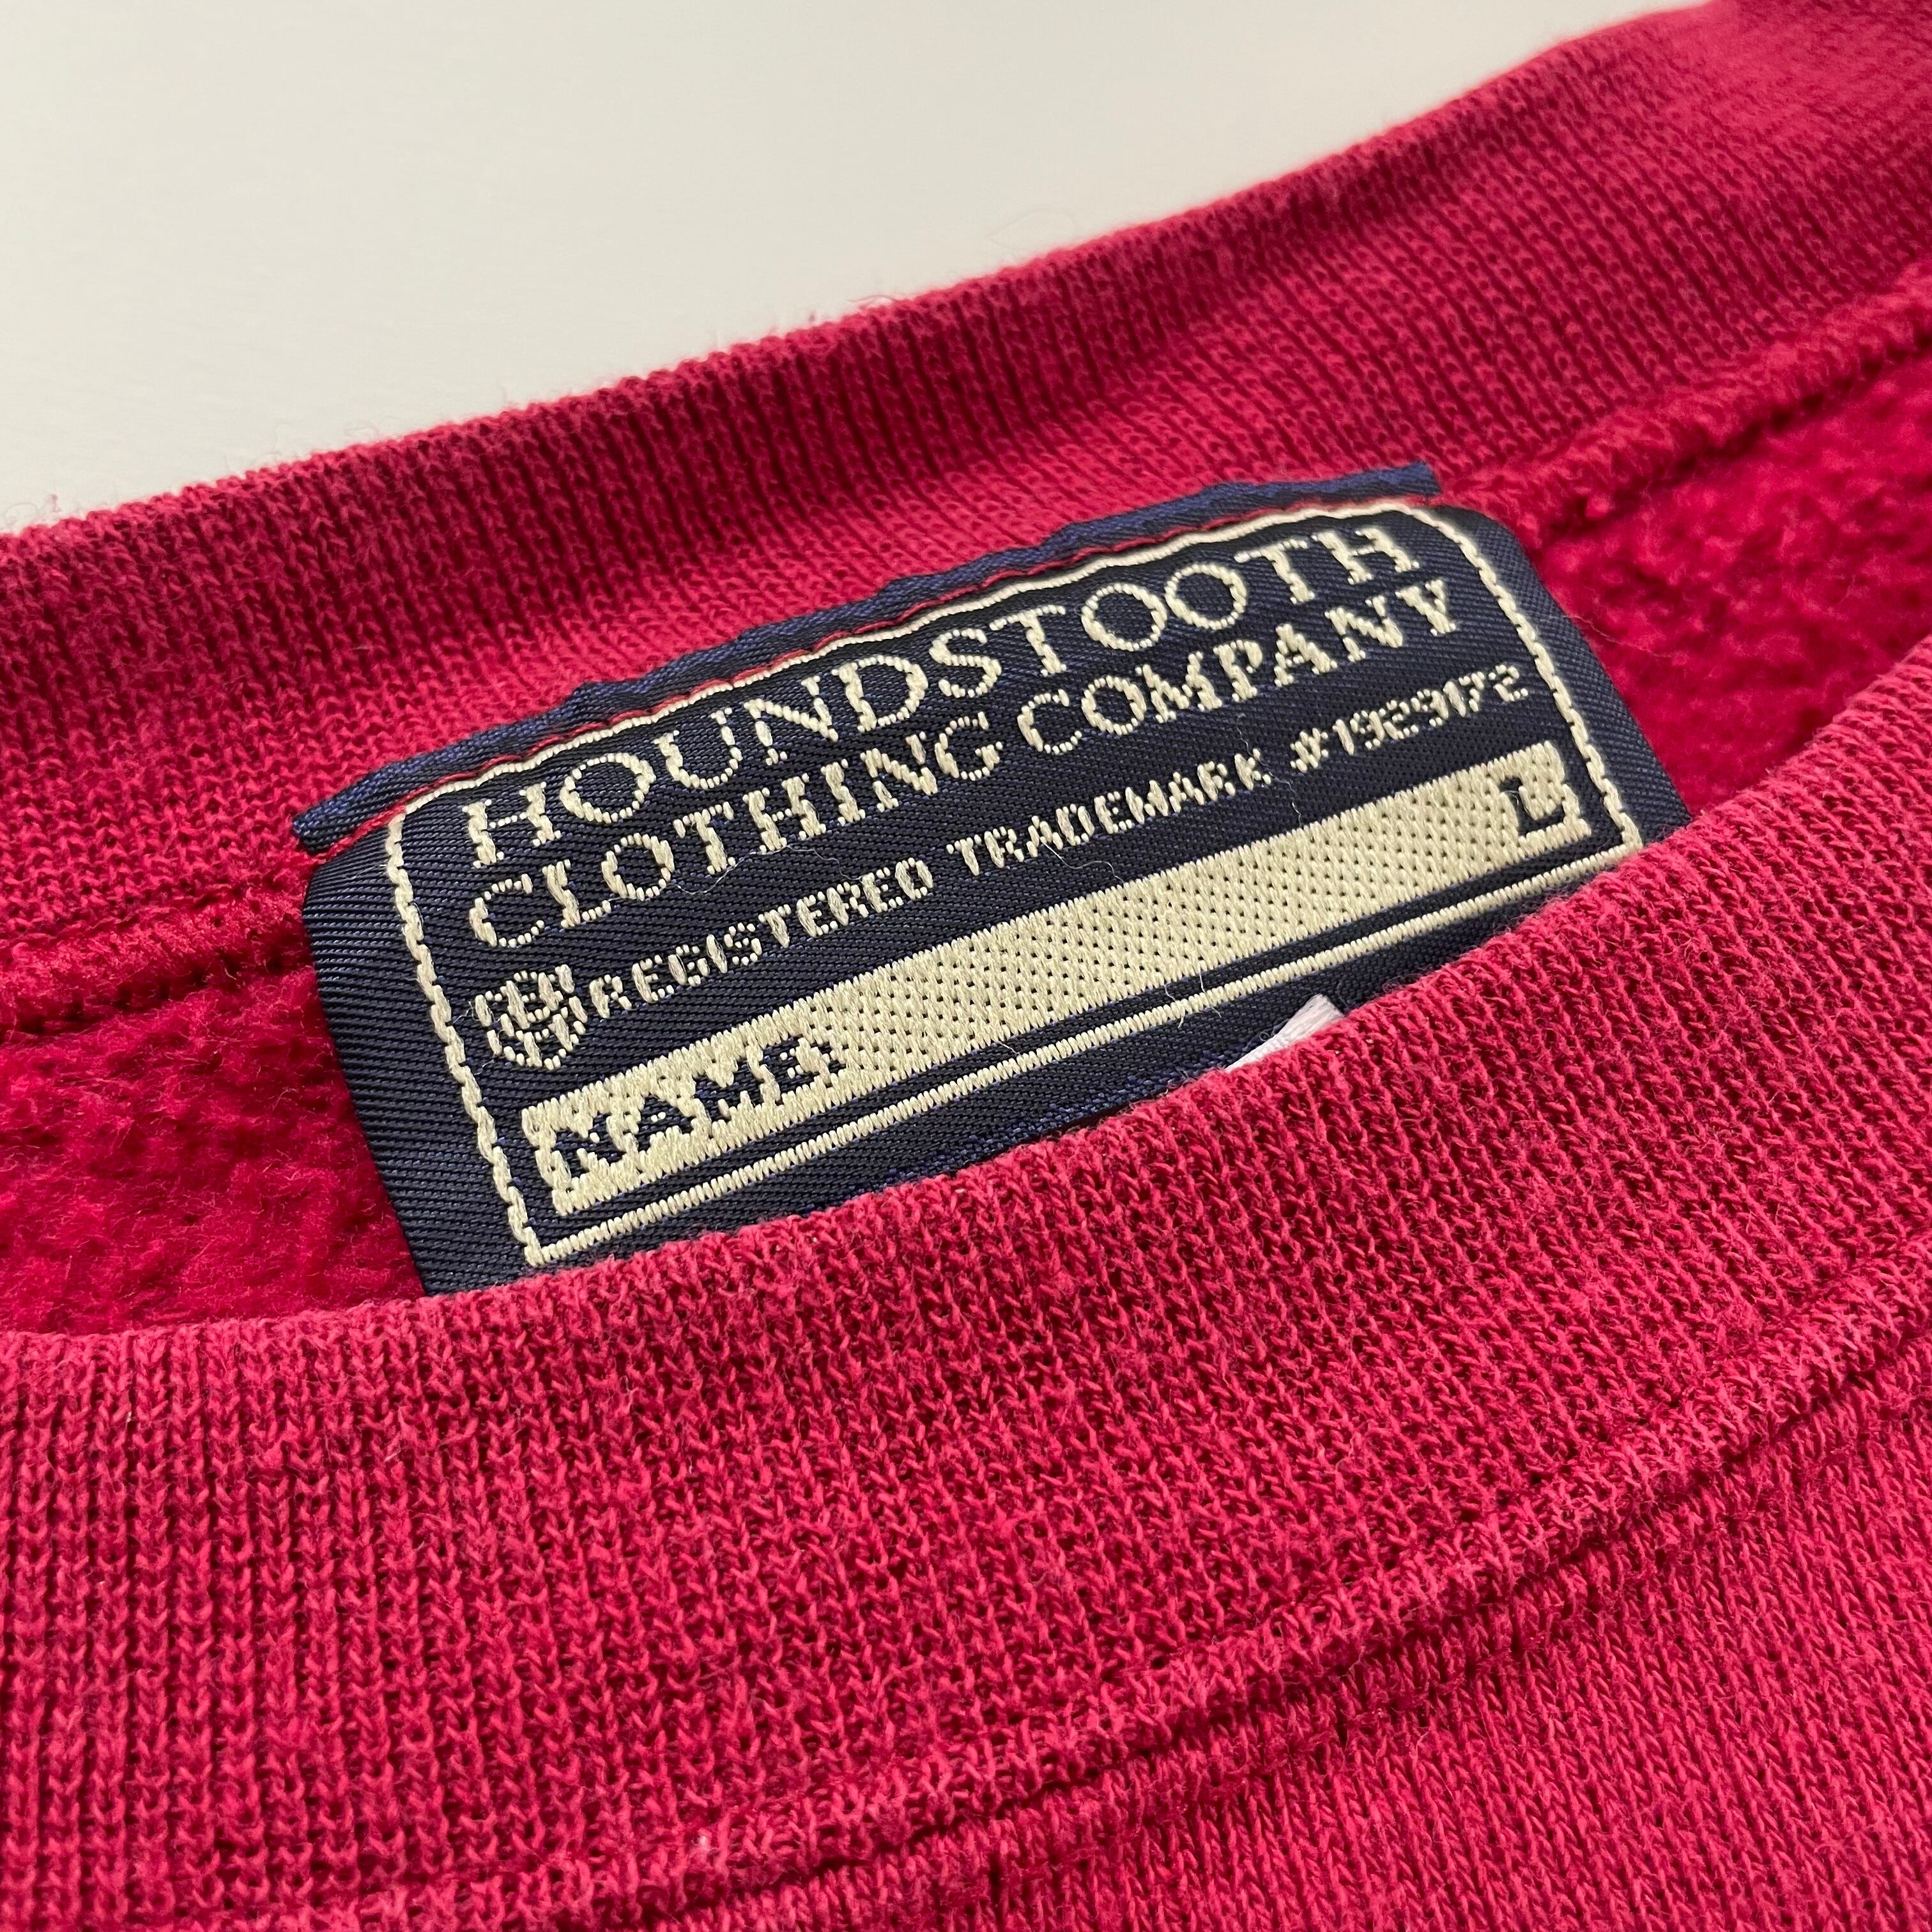 HOUNDSTOOTH
CLOTHING COMPANY
REGISTERED TRADEMARK #1929172
NAME: L